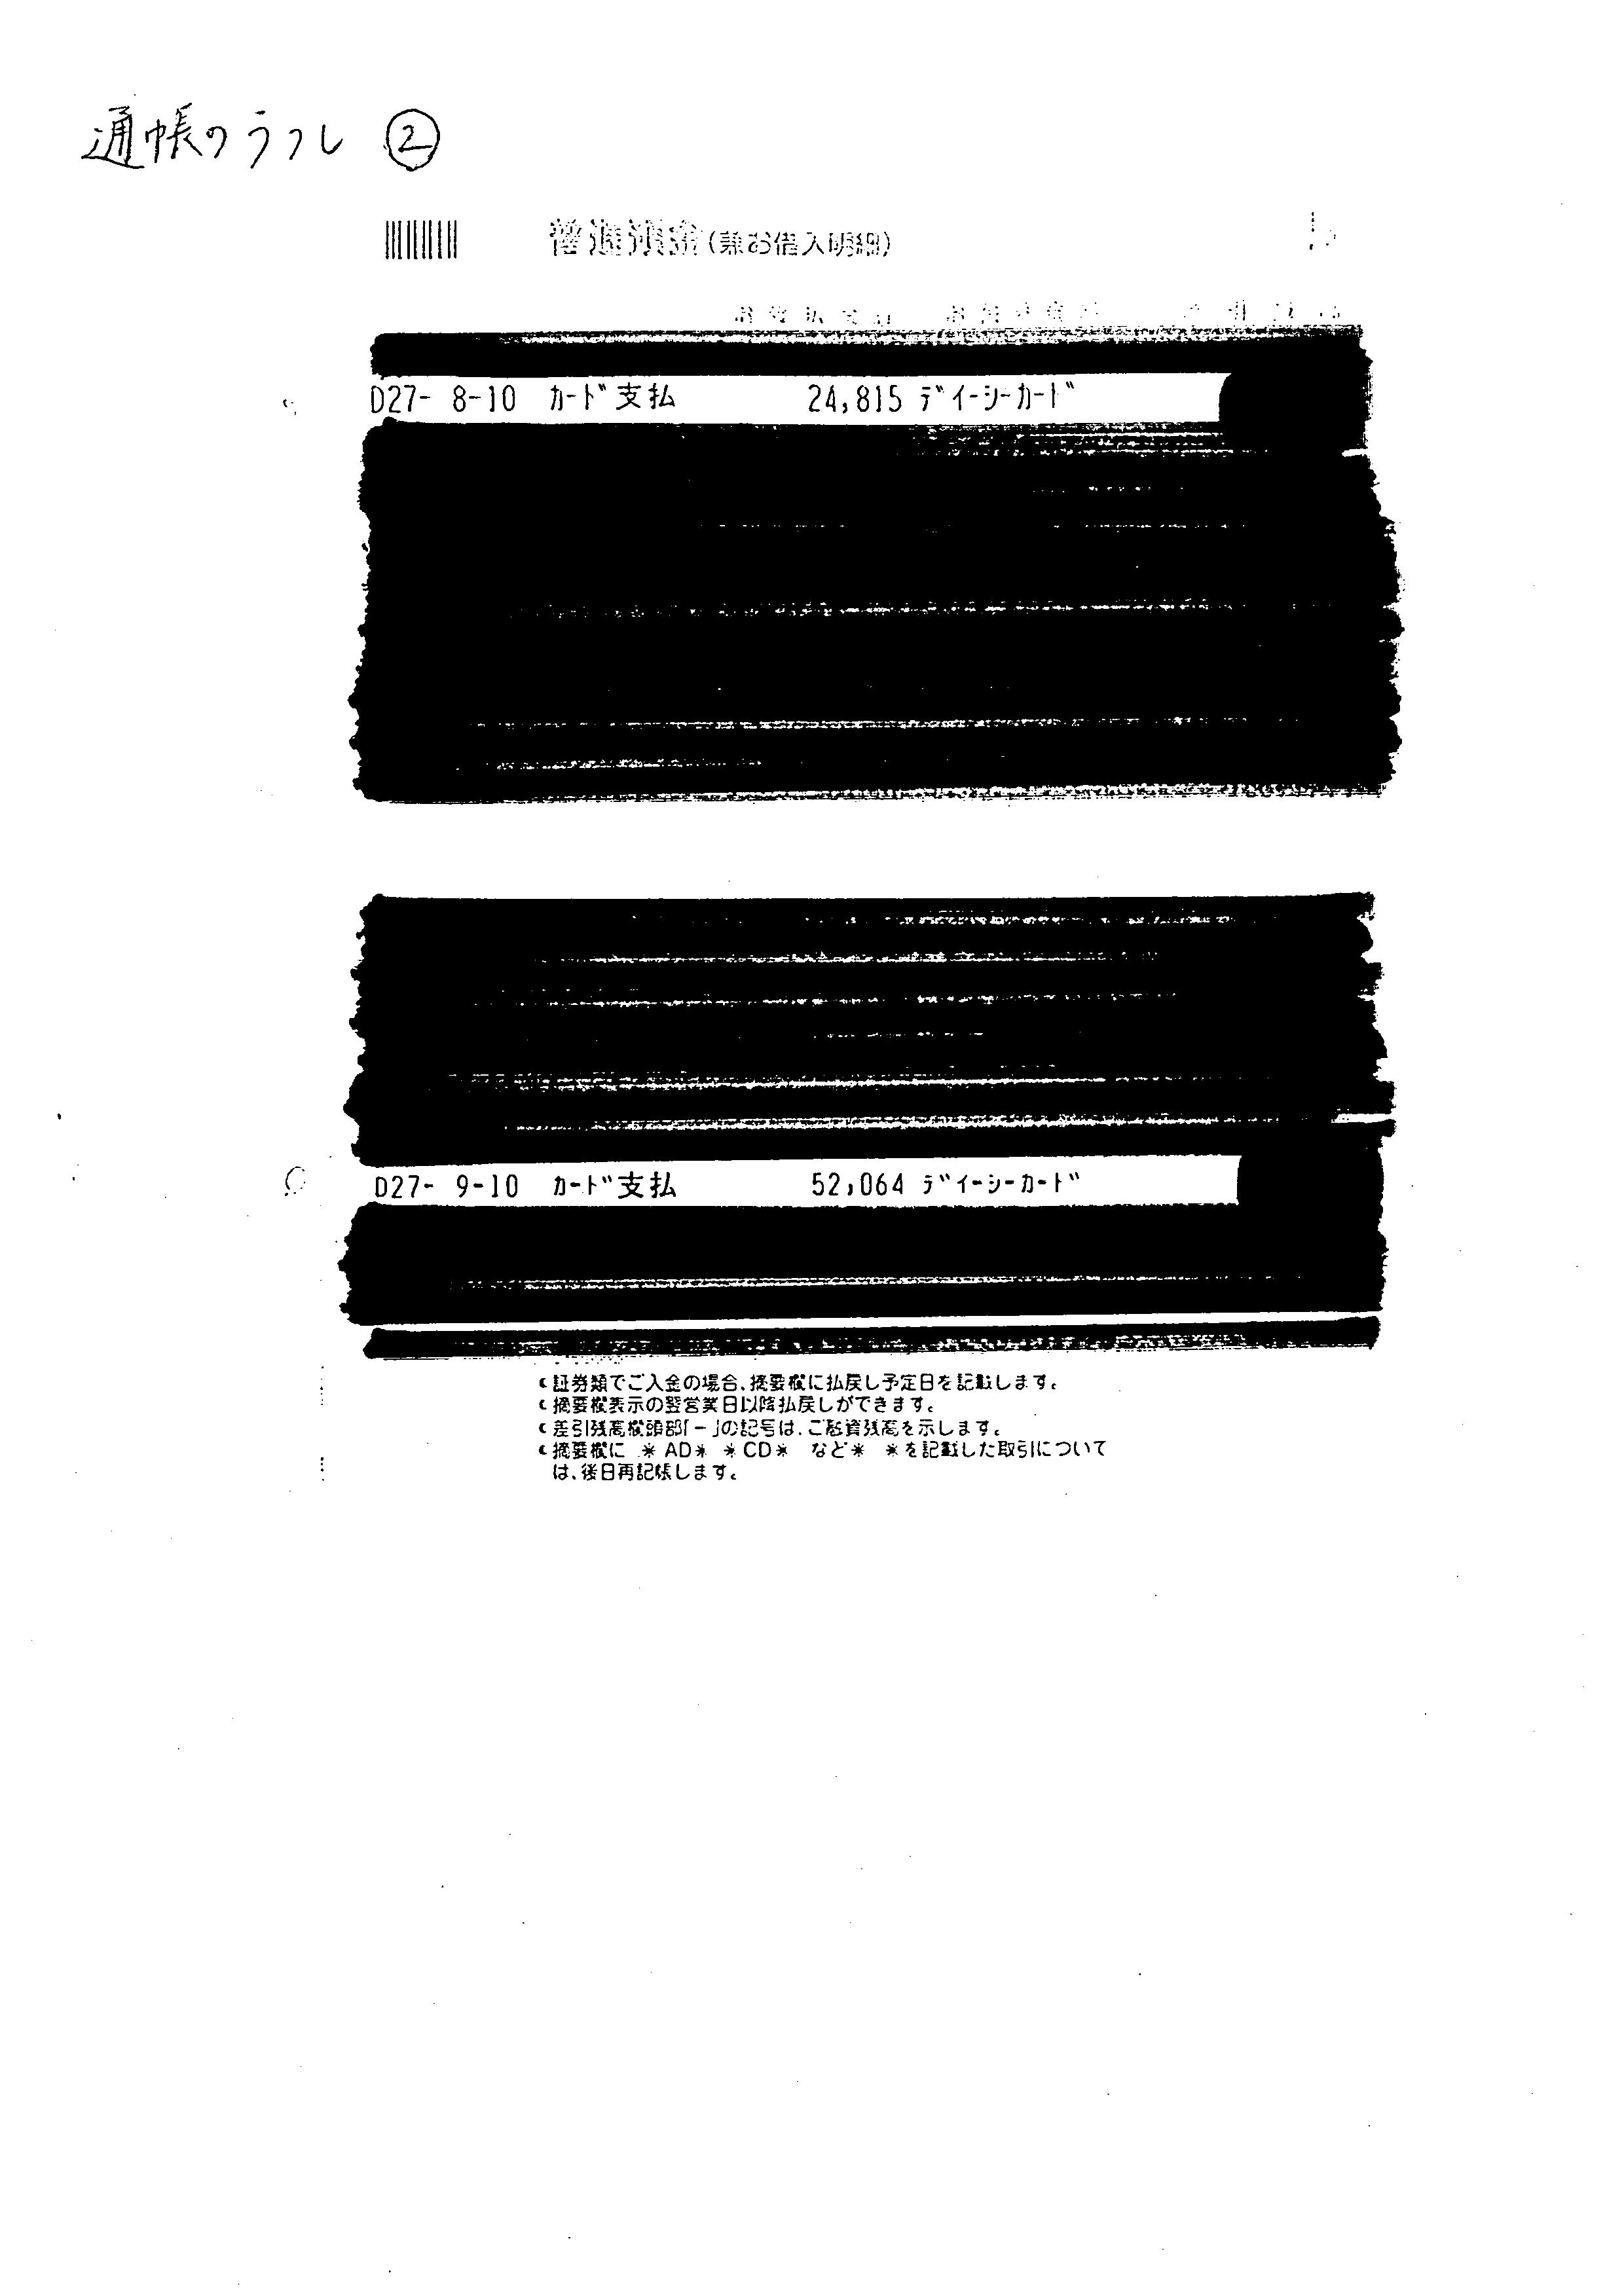 通帳のうつし ②
普通預金(兼お借入明細)
D27- 8-10 カード支払 24,815 デイーシーカード
D27- 9-10 カード支払 52,064 デイーシーカード
証券類でご入金の場合、摘要欄に払戻し予定日を記載します。
摘要欄表示の翌営業日以降払戻しができます。
差引残高欄頭部「-」の記号は、ご融資残高を示します。
摘要欄に *AD* *CD* など* *を記載した取引について
は、後日再記帳します。